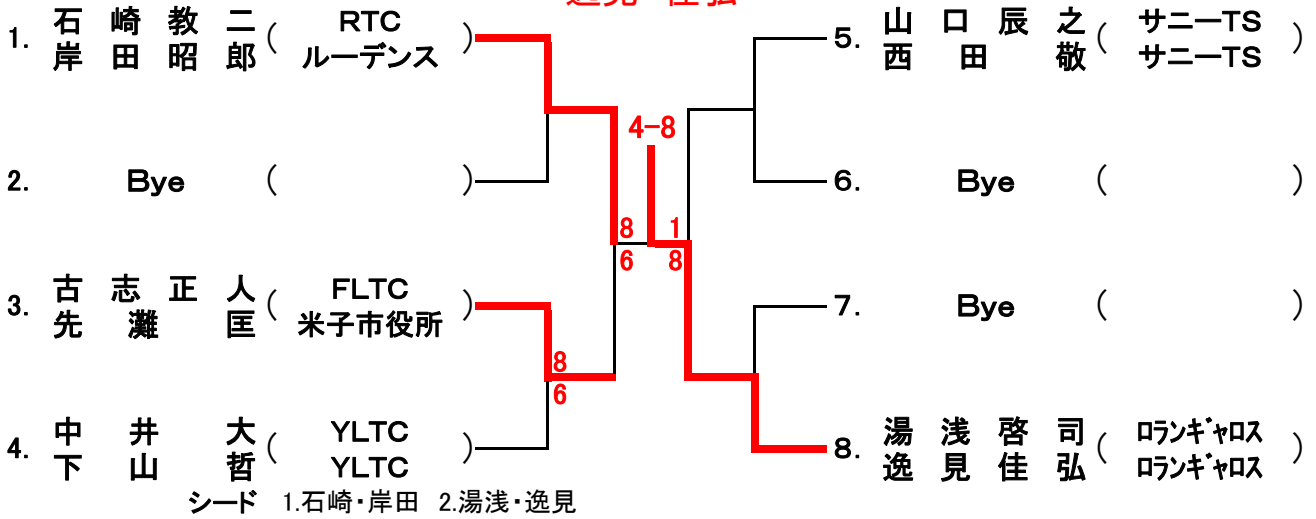 逸見 佳弘
1. 石崎教二 ( RTC )
岸田昭郎 ルーデンス
2. Bye ( )
3. 古志正人 ( FLTC )
先灘匡 米子市役所
4. 中井大 ( YLTC )
下山哲 YLTC
8
6
8
6
4-8
1
8
5. 山口辰之 ( サニーTS )
西田敬 サニーTS
6. Bye ( )
7. Bye ( )
8. 湯浅啓司 ( ロランギャロス )
逸見佳弘 ロランギャロス
シード 1.石崎・岸田 2.湯浅・逸見